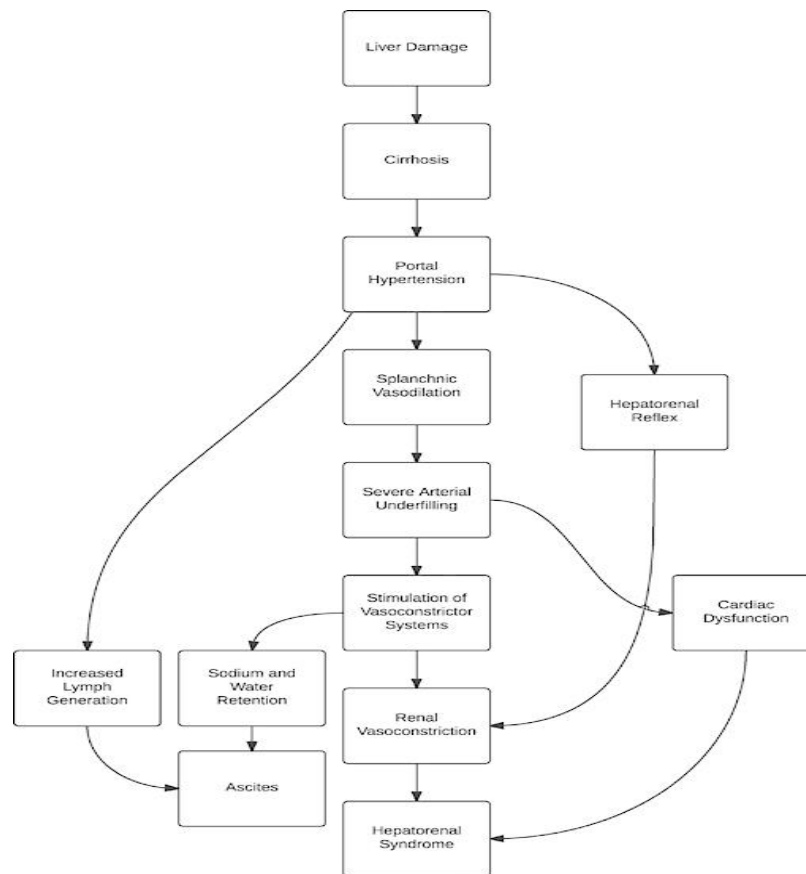 Liver Damage
Cirrhosis
Portal
Hypertension
Splanchnic
Vasodilation
Hepatorenal
Reflex
Severe Arterial
Underfilling
Stimulation of
Vasoconstrictor
Systems
Cardiac
Dysfunction
Increased
Lymph
Generation
Sodium and
Water
Retention
Renal
Vasoconstriction
Ascites
Hepatorenal
Syndrome